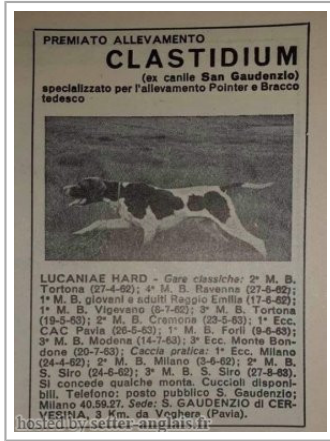 PREMIATO ALLEVAMENTO
CLASTIDIUM
(ex canile San Gaudenzio)
specializzato per l'allevamento Pointer e Bracco
tedesco
LUCANIAE HARD - Gare classiche: 2° M. B.
Tortona (27-4-62); 4° M. B. Ravenna (27-5-62);
1° M. B. giovani e adulti Reggio Emilia (17-6-62);
1° M. B. Vigevano (8-7-62); 3° M. B. Tortona
(19-5-63); 2° M. B. Cremona (23-5-63); 1° Ecc.
CAC Pavia (26-5-63); 1° M. B. Forlì (9-6-63);
3° M. B. Modena (14-7-63); 3° Ecc. Monte Bon-
done (20-7-63); Caccia pratica: 1° Ecc. Milano
(24-4-62); 2° M. B. Milano (3-6-62); 2° M. B.
S. Siro (24-6-62); 3° M. B. S. Siro (27-8-63).
Si concede qualche monta. Cuccioli disponi-
bili. Telefono: posto pubblico S. Gaudenzio;
Milano 40.59.27. Sede: S. GAUDENZIO di CER-
VESINA, 3 Km. da Voghera (Pavia).
hosted by setter-anglais.fr